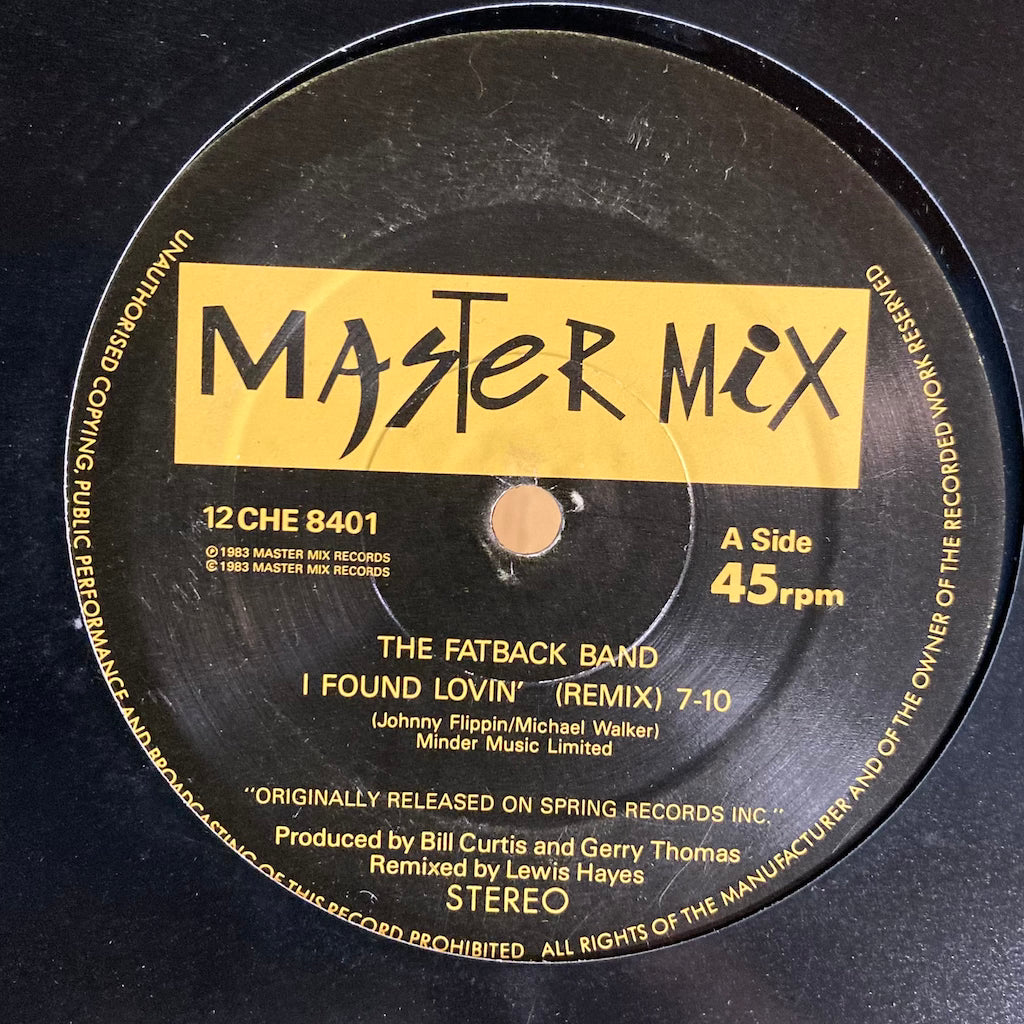 MASTER MIX
12 CHE 8401
℗ 1983 MASTER MIX RECORDS
© 1983 MASTER MIX RECORDS
A Side
45rpm
THE FATBACK BAND
I FOUND LOVIN' (REMIX) 7-10
(Johnny Flippin/Michael Walker)
Minder Music Limited
"ORIGINALLY RELEASED ON SPRING RECORDS INC."
Produced by Bill Curtis and Gerry Thomas
Remixed by Lewis Hayes
STEREO
UNAUTHORISED COPYING, PUBLIC PERFORMANCE AND BROADCASTING OF THIS RECORD PROHIBITED ALL RIGHTS OF THE MANUFACTURER AND OF THE OWNER OF THE RECORDED WORK RESERVED